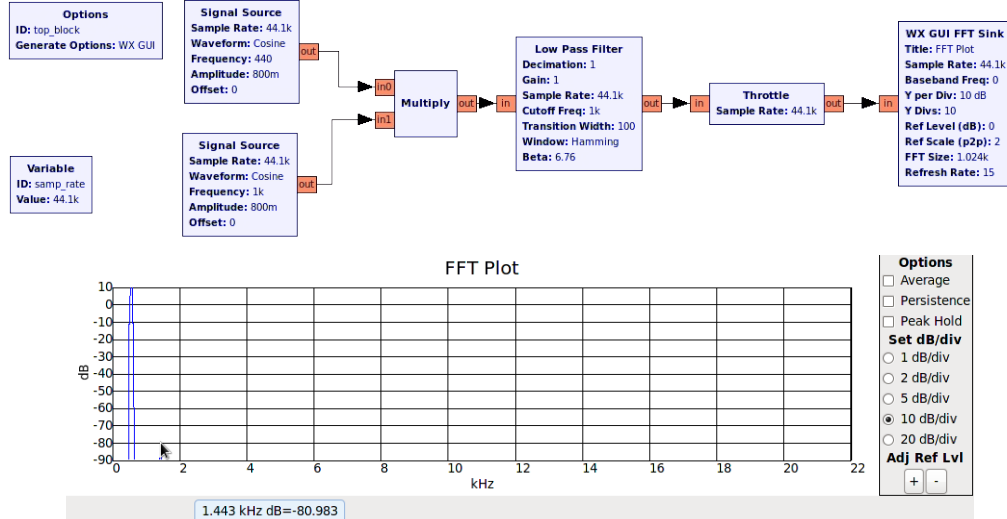 Options
ID: top_block
Generate Options: WX GUI
Variable
ID: samp_rate
Value: 44.1k
Signal Source
Sample Rate: 44.1k
Waveform: Cosine
Frequency: 440
Amplitude: 800m
Offset: 0
out
Signal Source
Sample Rate: 44.1k
Waveform: Cosine
Frequency: 1k
Amplitude: 800m
Offset: 0
out
in0
in1
Multiply
out
in
Low Pass Filter
Decimation: 1
Gain: 1
Sample Rate: 44.1k
Cutoff Freq: 1k
Transition Width: 100
Window: Hamming
Beta: 6.76
out
in
Throttle
Sample Rate: 44.1k
out
in
WX GUI FFT Sink
Title: FFT Plot
Sample Rate: 44.1k
Baseband Freq: 0
Y per Div: 10 dB
Y Divs: 10
Ref Level (dB): 0
Ref Scale (p2p): 2
FFT Size: 1.024k
Refresh Rate: 15
FFT Plot
10
0
-10
-20
-30
-40
-50
-60
-70
-80
-90
dB
0 2 4 6 8 10 12 14 16 18 20 22
kHz
Options
Average
Persistence
Peak Hold
Set dB/div
1 dB/div
2 dB/div
5 dB/div
10 dB/div
20 dB/div
Adj Ref Lvl
+ -
1.443 kHz dB=-80.983